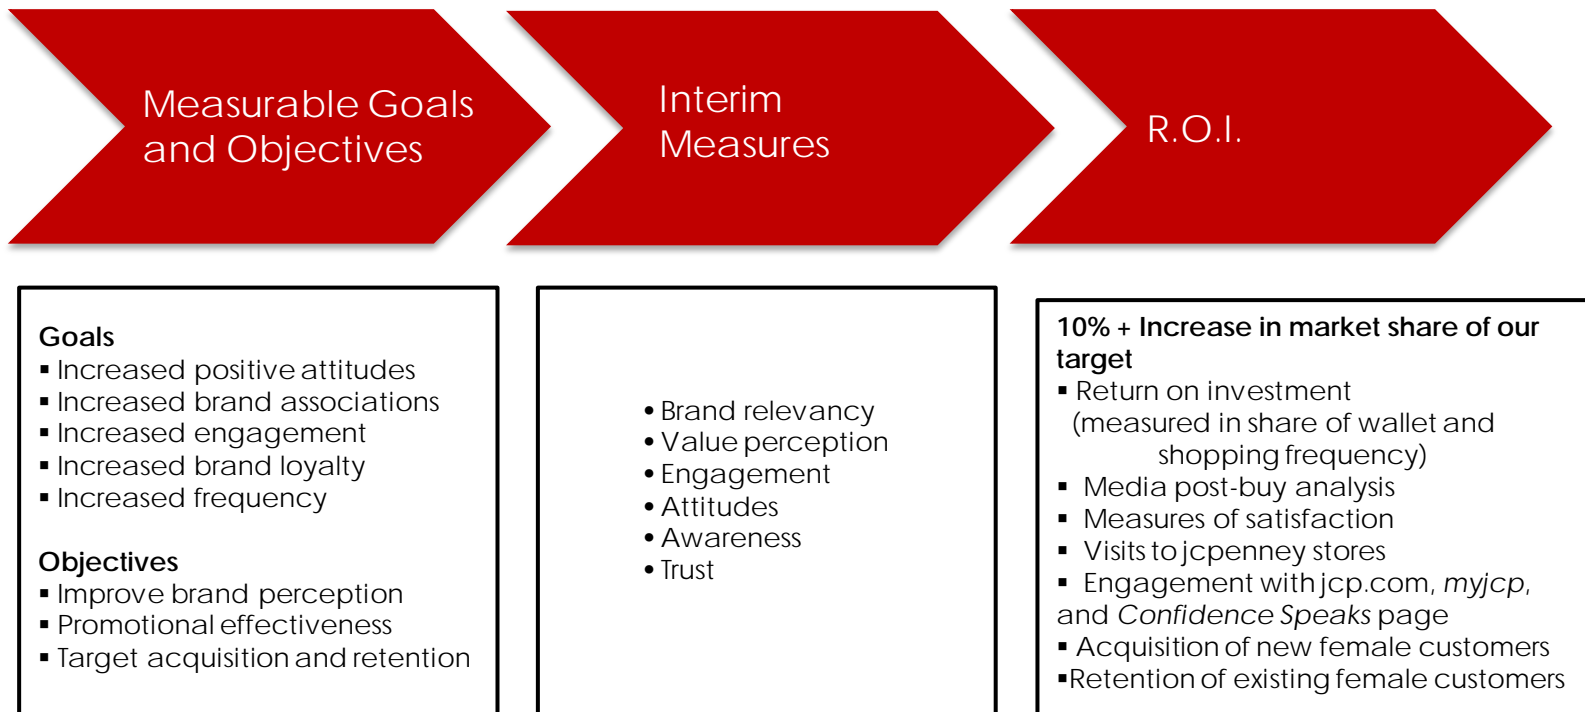 Measurable Goals
and Objectives
Interim
Measures
R.O.I.
Goals
▪ Increased positive attitudes
▪ Increased brand associations
▪ Increased engagement
▪ Increased brand loyalty
▪ Increased frequency
Objectives
▪ Improve brand perception
▪ Promotional effectiveness
▪ Target acquisition and retention
• Brand relevancy
• Value perception
• Engagement
• Attitudes
• Awareness
• Trust
10% + Increase in market share of our
target
▪ Return on investment
(measured in share of wallet and
shopping frequency)
▪ Media post-buy analysis
▪ Measures of satisfaction
▪ Visits to jcpenney stores
▪ Engagement with jcp.com, myjcp,
and Confidence Speaks page
▪ Acquisition of new female customers
▪Retention of existing female customers